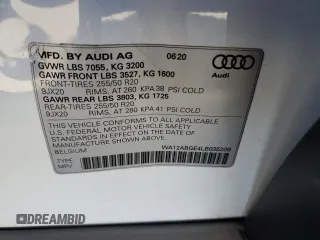 MFD. BY AUDI AG 06/20
GVWR LBS 7055, KG 3200
GAWR FRONT LBS 3527, KG 1600
FRONT-TIRES 255/50 R20
9JX20 RIMS, AT 260 KPA 38 PSI COLD
GAWR REAR LBS 3803, KG 1725
REAR-TIRES 255/50 R20
9JX20 RIMS, AT 280 KPA 41 PSI COLD
THIS VEHICLE CONFORMS TO ALL APPLICABLE
U.S. FEDERAL MOTOR VEHICLE SAFETY STANDARDS
IN EFFECT ON THE DATE OF MANUFACTURE SHOWN ABOVE
BELGIUM
TYPE: MPV
Audi
DREAMBID